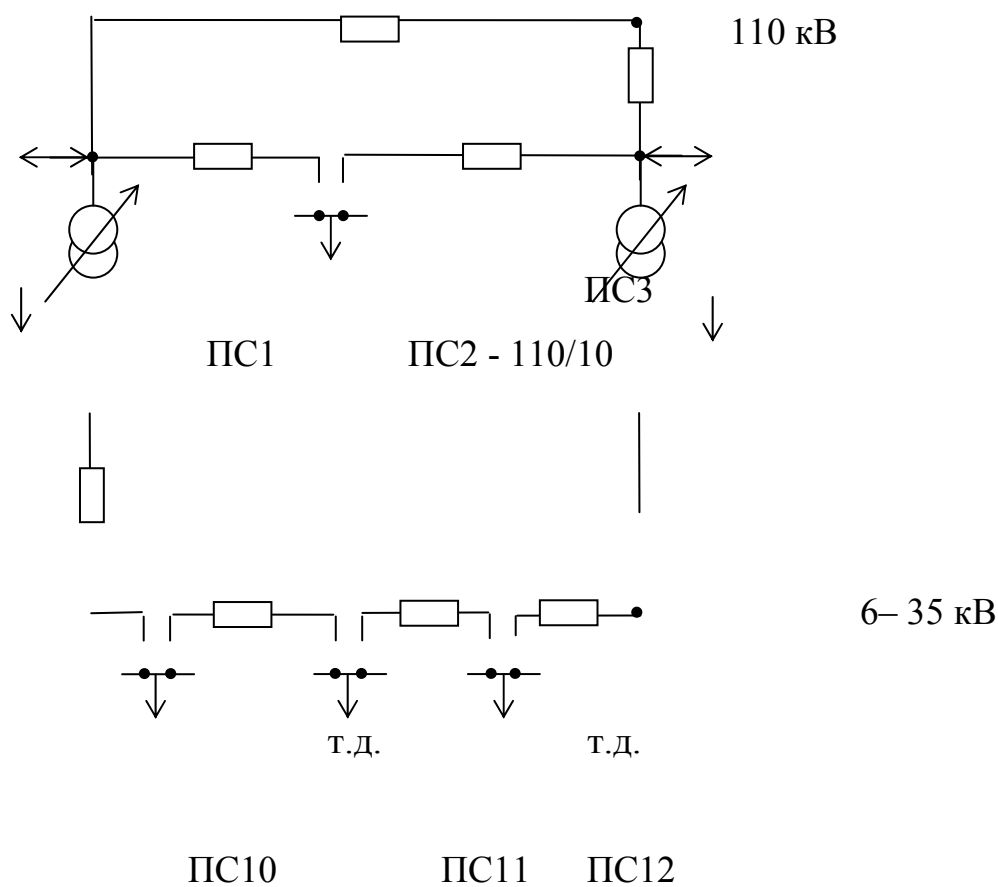 110 кВ
ПС3
ПС1 ПС2 - 110/10
6– 35 кВ
т.д. т.д.
ПС10 ПС11 ПС12